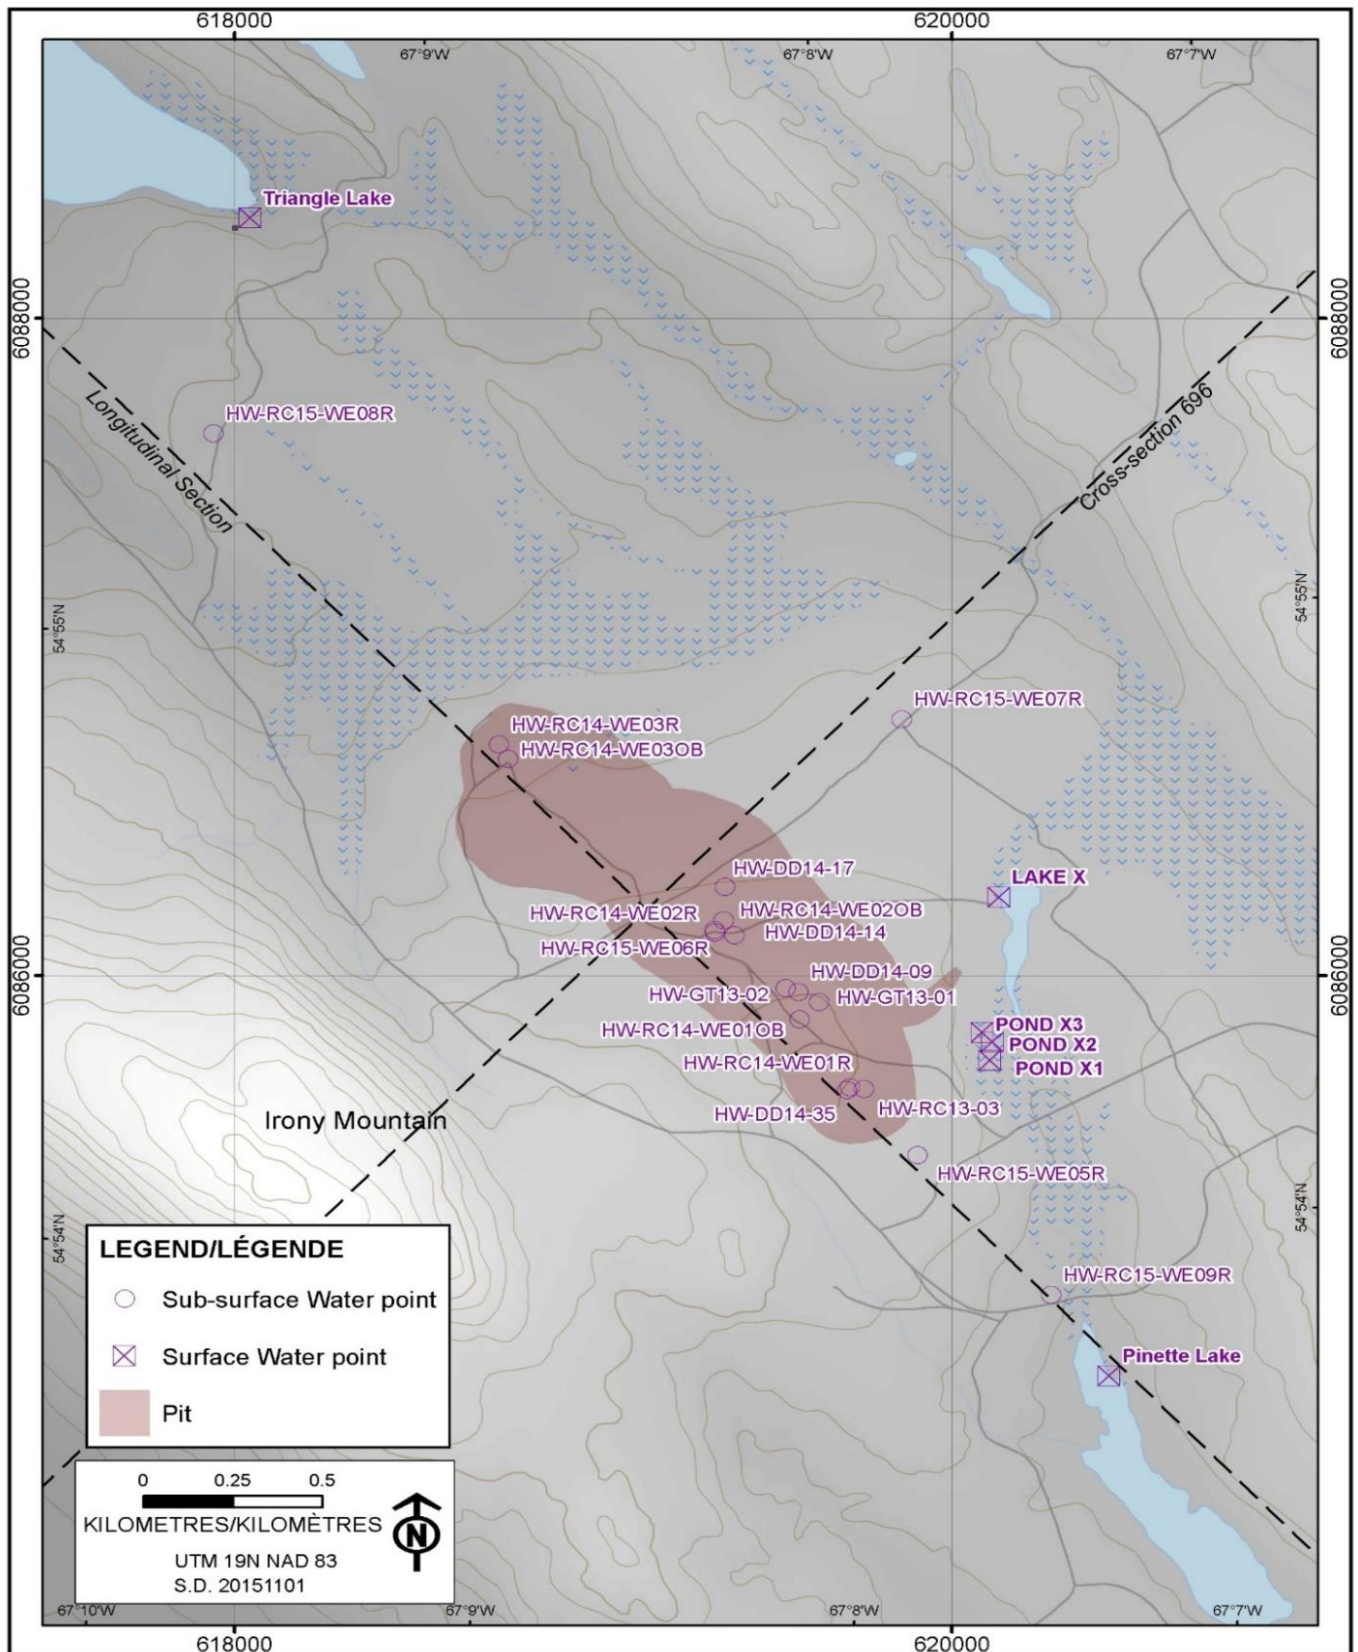 618000
620000
67°9'W
67°8'W
67°7'W
Triangle Lake
6088000
6088000
Longitudinal Section
HW-RC15-WE08R
Cross-section 696
54°55'N
54°55'N
HW-RC15-WE07R
HW-RC14-WE03R
HW-RC14-WE03OB
HW-DD14-17
LAKE X
HW-RC14-WE02R
HW-RC14-WE02OB
HW-DD14-14
HW-RC15-WE06R
6086000
6086000
HW-DD14-09
HW-GT13-02
HW-GT13-01
HW-RC14-WE01OB
POND X3
POND X2
POND X1
HW-RC14-WE01R
HW-RC13-03
HW-DD14-35
Irony Mountain
HW-RC15-WE05R
54°54'N
54°54'N
LEGEND/LÉGENDE
Sub-surface Water point
Surface Water point
Pit
HW-RC15-WE09R
Pinette Lake
0 0.25 0.5
KILOMETRES/KILOMÈTRES
N
UTM 19N NAD 83
S.D. 20151101
67°10'W
67°9'W
67°8'W
67°7'W
618000
620000